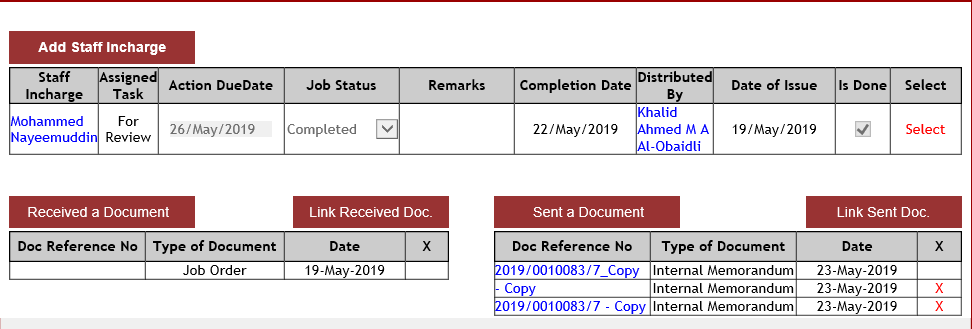 Add Staff Incharge
Staff Incharge Assigned Task Action DueDate Job Status Remarks Completion Date Distributed By Date of Issue Is Done Select
Mohammed Nayeemuddin For Review 26/May/2019 Completed 22/May/2019 Khalid Ahmed M A Al-Obaidli 19/May/2019 Select
Received a Document Link Received Doc.
Doc Reference No Type of Document Date X
Job Order 19-May-2019
Sent a Document Link Sent Doc.
Doc Reference No Type of Document Date X
2019/0010083/7_Copy Internal Memorandum 23-May-2019
- Copy Internal Memorandum 23-May-2019 X
2019/0010083/7 - Copy Internal Memorandum 23-May-2019 X